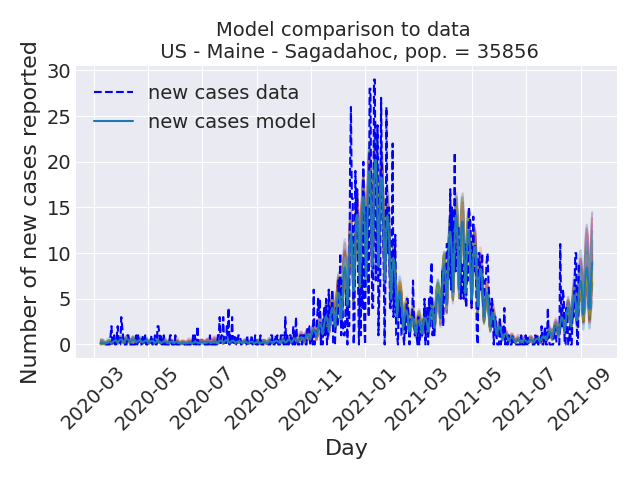 Model comparison to data
US - Maine - Sagadahoc, pop. = 35856
Number of new cases reported
30
25
20
15
10
5
0
new cases data
new cases model
2020-03
2020-05
2020-07
2020-09
2020-11
2021-01
2021-03
2021-05
2021-07
2021-09
Day